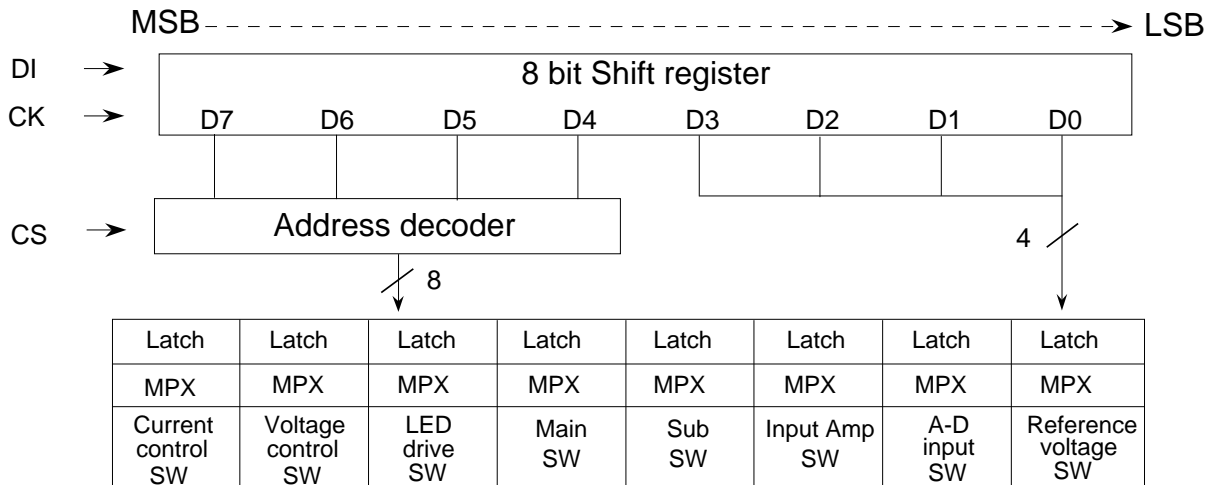 MSB LSB
DI 8 bit Shift register
CK D7 D6 D5 D4 D3 D2 D1 D0
CS Address decoder
4
8
Latch Latch Latch Latch Latch Latch Latch Latch
MPX MPX MPX MPX MPX MPX MPX MPX
Current Voltage LED Main Sub Input Amp A-D Reference
control control drive SW SW SW input voltage
SW SW SW SW SW